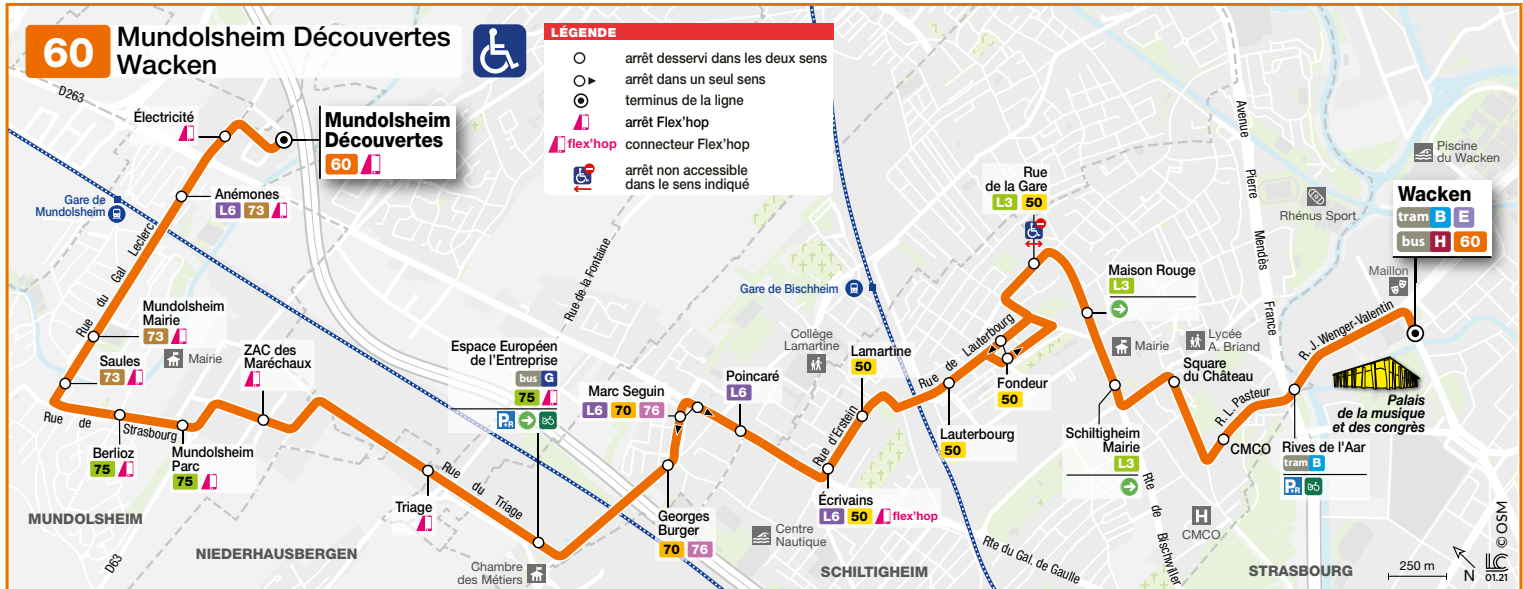 60
Mundolsheim Découvertes
Wacken
LÉGENDE
arrêt desservi dans les deux sens
arrêt dans un seul sens
terminus de la ligne
arrêt Flex'hop
flex'hop connecteur Flex'hop
arrêt non accessible
dans le sens indiqué
D263
Électricité
Mundolsheim
Découvertes
60
Anémones
L6 73
Gare de
Mundolsheim
Rue du Gal Leclerc
Mundolsheim
Mairie
73
Mairie
Saules
73
Rue de Strasbourg
Berlioz
75
Mundolsheim
Parc
75
ZAC des
Maréchaux
Triage
Rue du Triage
MUNDOLSHEIM
NIEDERHAUSBERGEN
D63
Rue de la Fontaine
Espace Européen
de l'Entreprise
bus G
75
P+R
Chambre
des Métiers
Georges
Burger
70 76
Marc Seguin
L6 70 76
Poincaré
L6
Centre
Nautique
Écrivains
L6 50 flex'hop
Rue d'Erstein
Collège
Lamartine
Lamartine
50
Gare de Bischheim
Rue de Lauterbourg
Lauterbourg
50
Fondeur
50
Rue
de la Gare
L3 50
Maison Rouge
L3
Mairie
Schiltigheim
Mairie
L3
Lycée
A. Briand
Square
du Château
CMCO
H
CMCO
R. L. Pasteur
Rives de l'Aar
tram B
P+R
R. J. Wenger-Valentin
Avenue Pierre Mendès France
Rhénus Sport
Piscine
du Wacken
Wacken
tram B E
bus H 60
Maillon
Palais
de la musique
et des congrès
Rte du Gal. de Gaulle
Rte de Bischwiller
SCHILTIGHEIM
STRASBOURG
250 m
N
LC
01.21
© OSM